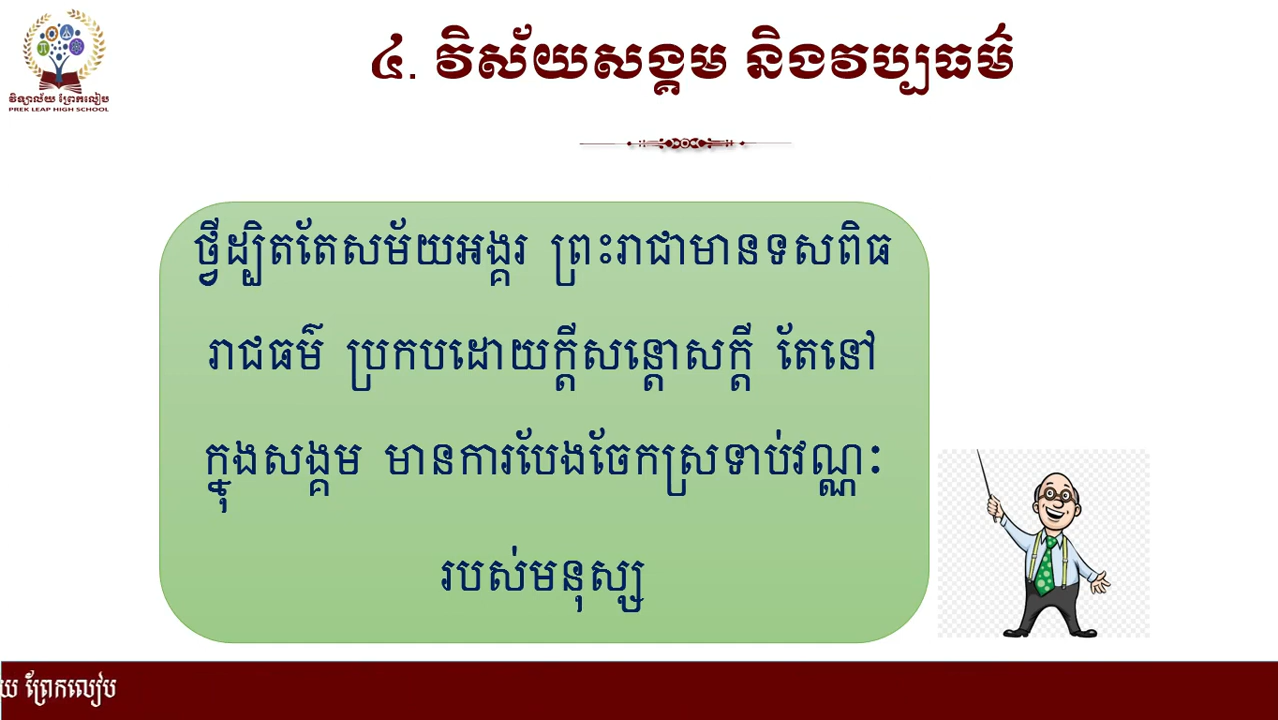 វិទ្យាល័យ ព្រែកលៀប
PREK LEAP HIGH SCHOOL
៤. វិស័យសង្គម និងវប្បធម៌
ថ្វីដ្បិតតែសម័យអង្គរ ព្រះរាជាមានទសពិធ
រាជធម៌ ប្រកបដោយក្ដីសន្ដោសក្ដី តែនៅ
ក្នុងសង្គម មានការបែងចែកស្រទាប់វណ្ណៈ
របស់មនុស្ស
យ ព្រែកលៀប